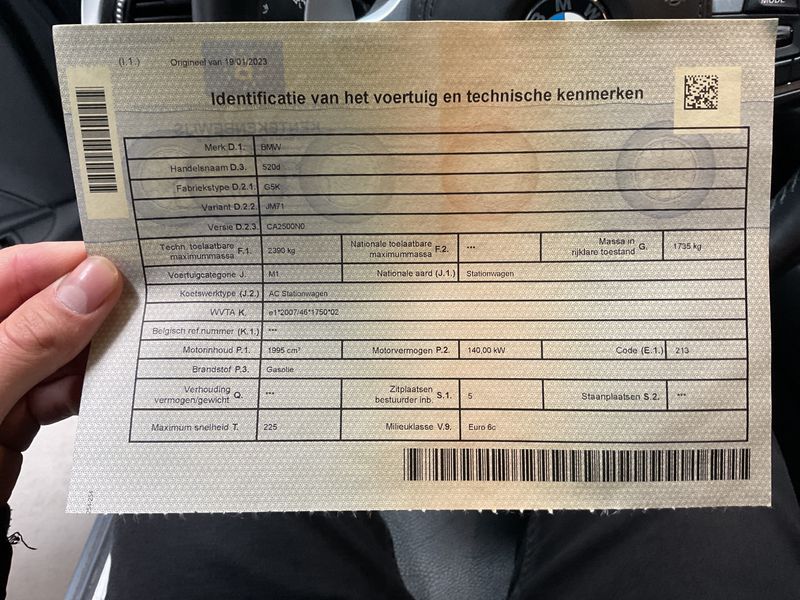 BMW
MODE
(I.1.) Origineel van 19/01/2023
Identificatie van het voertuig en technische kenmerken
Merk D.1. BMW
Handelsnaam D.3. 520d
Fabriekstype D.2.1. G5K
Variant D.2.2. JM71
Versie D.2.3. CA2500N0
Techn. toelaatbare maximummassa F.1. 2390 kg Nationale toelaatbare maximummassa F.2. *** Massa in rijklare toestand G. 1735 kg
Voertuigcategorie J. M1 Nationale aard (J.1.) Stationwagen
Koetswerktype (J.2.) AC Stationwagen
WVTA K. e1*2007/46*1750*02
Belgisch ref.nummer (K.1.) ***
Motorinhoud P.1. 1995 cm³ Motorvermogen P.2. 140,00 kW Code (E.1.) 213
Brandstof P.3. Gasolie
Verhouding vermogen/gewicht Q. *** Zitplaatsen bestuurder inb. S.1. 5 Staanplaatsen S.2. ***
Maximum snelheid T. 225 Milieuklasse V.9. Euro 6c